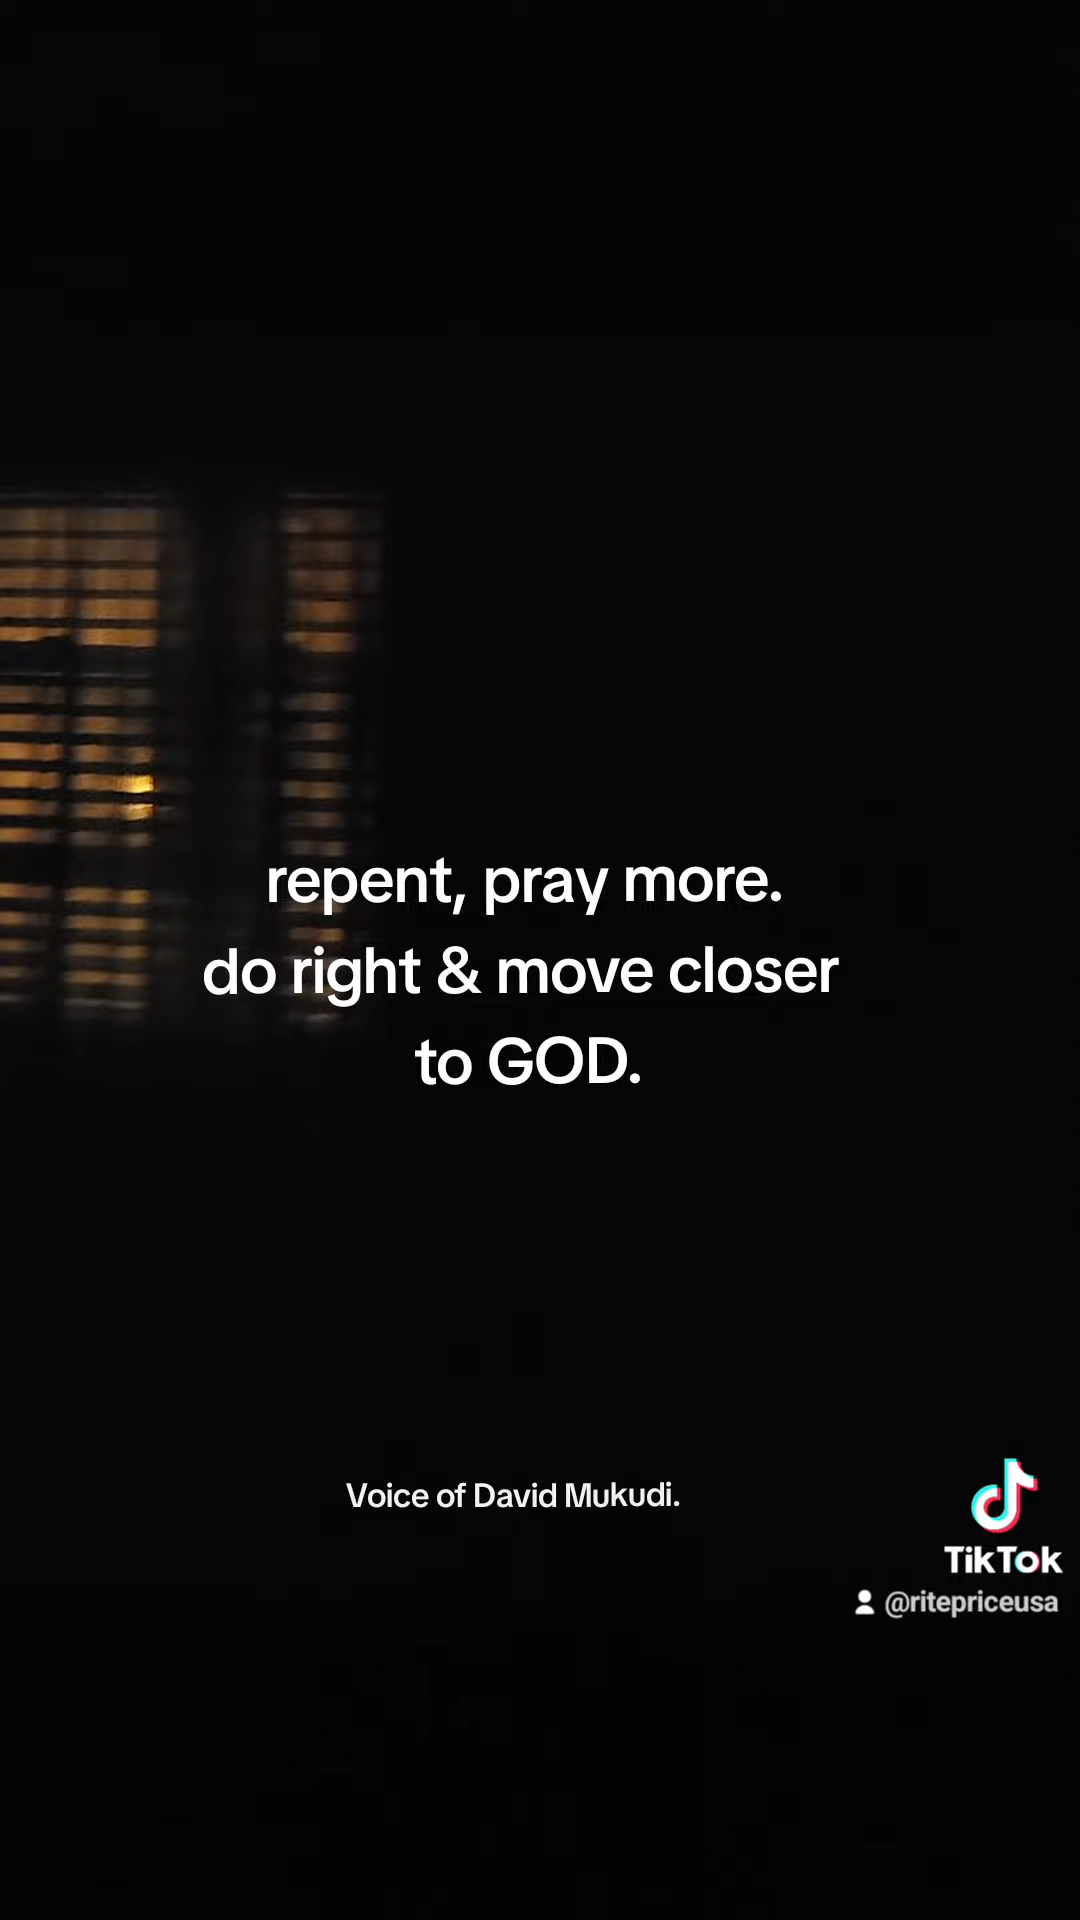 repent, pray more.
do right & move closer
to GOD.
Voice of David Mukudi.
TikTok
@ritepriceusa